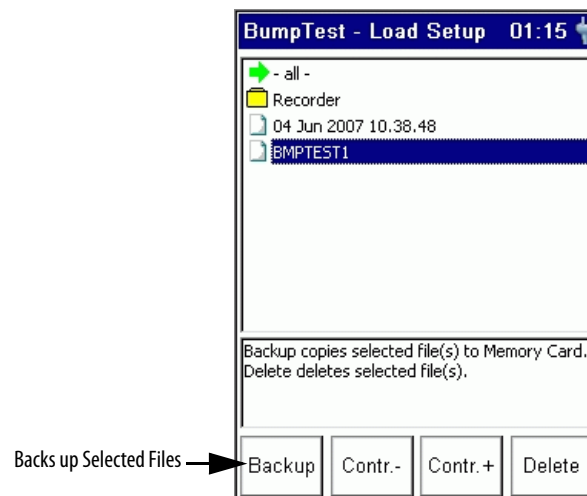 BumpTest - Load Setup 01:15
- all -
Recorder
04 Jun 2007 10.38.48
BMPTEST1
Backup copies selected file(s) to Memory Card.
Delete deletes selected file(s).
Backs up Selected Files
Backup Contr.- Contr.+ Delete